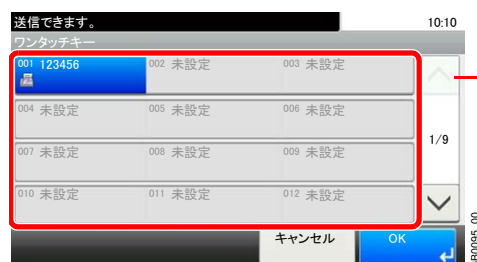 送信できます。 10:10
ワンタッチキー
001 123456 002 未設定 003 未設定
004 未設定 005 未設定 006 未設定
1/9
007 未設定 008 未設定 009 未設定
010 未設定 011 未設定 012 未設定
キャンセル OK